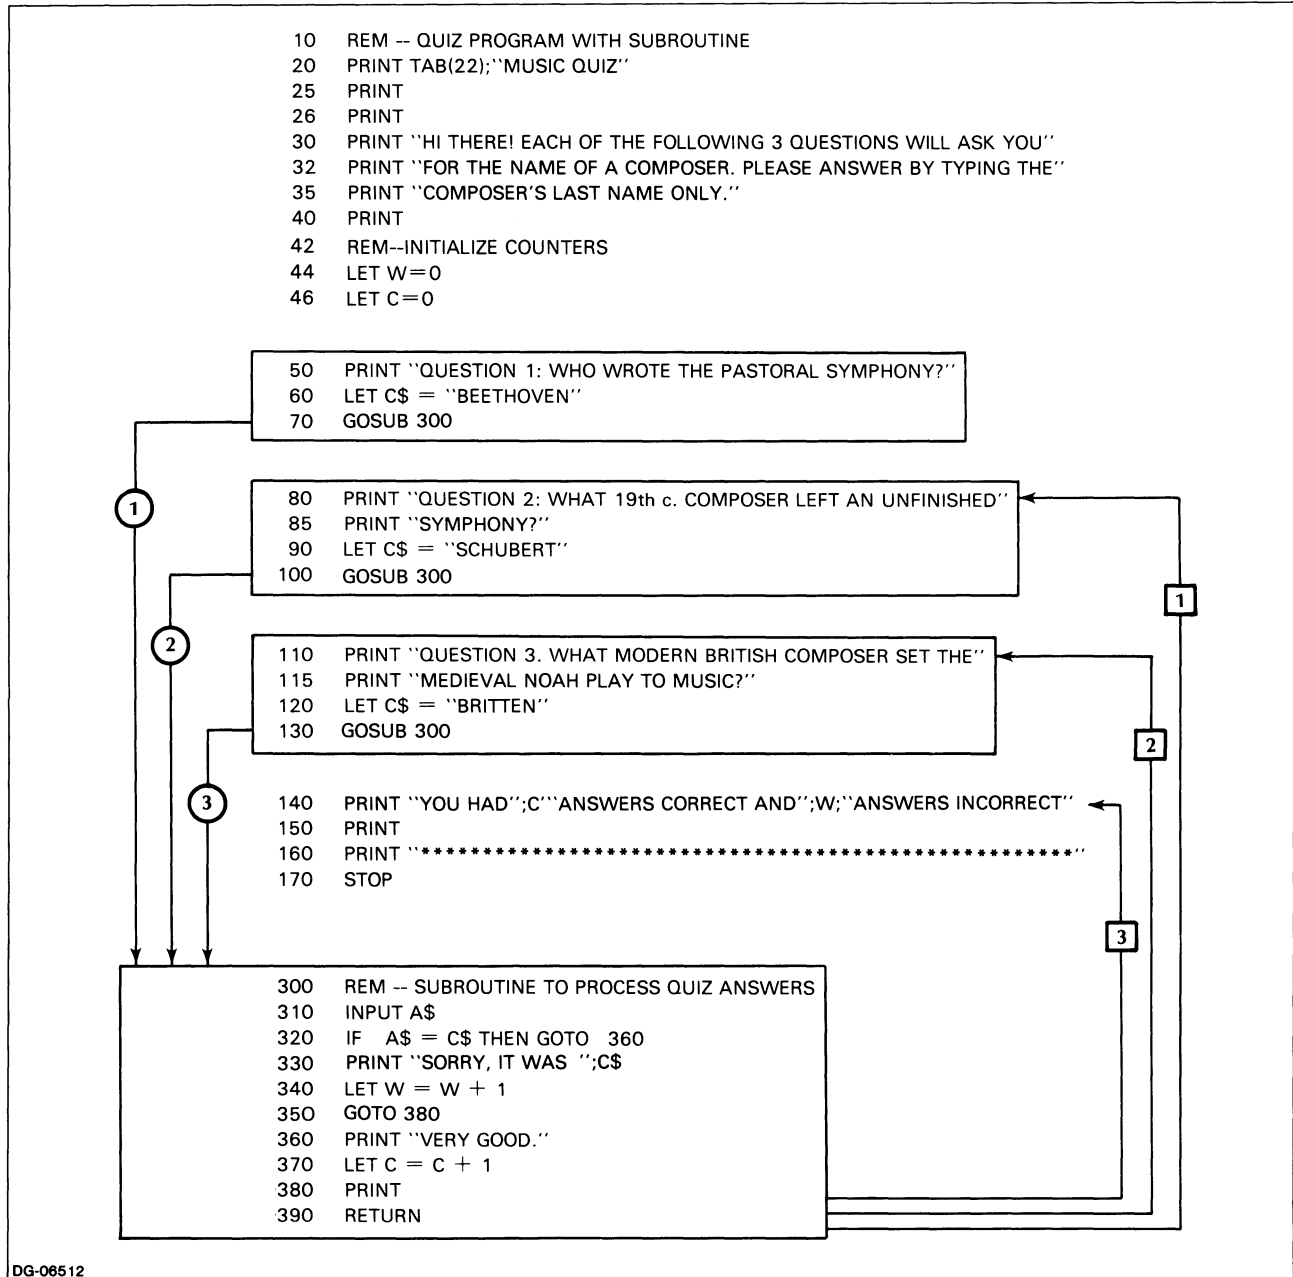 10 REM -- QUIZ PROGRAM WITH SUBROUTINE
20 PRINT TAB(22);``MUSIC QUIZ''
25 PRINT
26 PRINT
30 PRINT ``HI THERE! EACH OF THE FOLLOWING 3 QUESTIONS WILL ASK YOU''
32 PRINT ``FOR THE NAME OF A COMPOSER. PLEASE ANSWER BY TYPING THE''
35 PRINT ``COMPOSER'S LAST NAME ONLY.''
40 PRINT
42 REM--INITIALIZE COUNTERS
44 LET W=0
46 LET C=0
50 PRINT ``QUESTION 1: WHO WROTE THE PASTORAL SYMPHONY?''
60 LET C$ = ``BEETHOVEN''
70 GOSUB 300
1
80 PRINT ``QUESTION 2: WHAT 19th c. COMPOSER LEFT AN UNFINISHED''
85 PRINT ``SYMPHONY?''
90 LET C$ = ``SCHUBERT''
100 GOSUB 300
1
2
110 PRINT ``QUESTION 3. WHAT MODERN BRITISH COMPOSER SET THE''
115 PRINT ``MEDIEVAL NOAH PLAY TO MUSIC?''
120 LET C$ = ``BRITTEN''
130 GOSUB 300
2
3
140 PRINT ``YOU HAD'';C```ANSWERS CORRECT AND'';W;``ANSWERS INCORRECT''
150 PRINT
160 PRINT ``*****************************************************''
170 STOP
3
300 REM -- SUBROUTINE TO PROCESS QUIZ ANSWERS
310 INPUT A$
320 IF A$ = C$ THEN GOTO 360
330 PRINT ``SORRY, IT WAS '';C$
340 LET W = W + 1
350 GOTO 380
360 PRINT ``VERY GOOD.''
370 LET C = C + 1
380 PRINT
390 RETURN
DG-06512